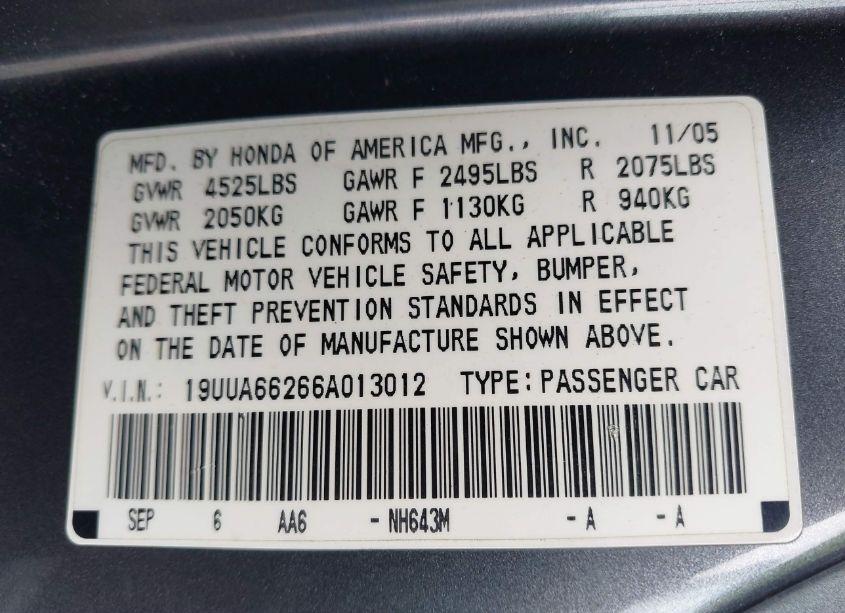 MFD. BY HONDA OF AMERICA MFG., INC. 11/05
GVWR 4525LBS GAWR F 2495LBS R 2075LBS
GVWR 2050KG GAWR F 1130KG R 940KG
THIS VEHICLE CONFORMS TO ALL APPLICABLE
FEDERAL MOTOR VEHICLE SAFETY, BUMPER,
AND THEFT PREVENTION STANDARDS IN EFFECT
ON THE DATE OF MANUFACTURE SHOWN ABOVE.
V.I.N.: 19UUA66266A013012 TYPE: PASSENGER CAR
SEP 6 AA6 - NH643M - A - A